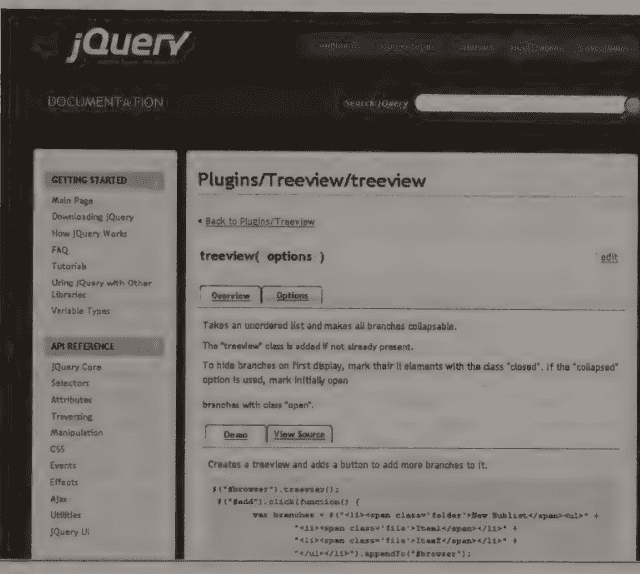 jQuery
DOCUMENTATION
Search jQuery
GETTING STARTED
Main Page
Downloading jQuery
How jQuery Works
FAQ
Tutorials
Using jQuery with Other
Libraries
Variable Types
API REFERENCE
jQuery Core
Selectors
Attributes
Traversing
Manipulation
CSS
Events
Effects
Ajax
Utilities
jQuery UI
Plugins/Treeview/treeview
Back to Plugins/Treeview
treeview( options )
edit
Overview Options
Takes an unordered list and makes all branches collapsable.
The "treeview" class is added if not already present.
To hide branches on first display, mark their li elements with the class "closed". If the "collapsed"
option is used, mark initially open
branches with class "open".
Demo View Source
Creates a treeview and adds a button to add more branches to it.
$("#browser").treeview();
$("#add").click(function() {
var branches = $("<li><span class='folder'>New Sublist</span><ul>" +
"<li><span class='file'>Item1</span></li>" +
"<li><span class='file'>Item2</span></li>" +
"</ul></li>").appendTo("#browser");